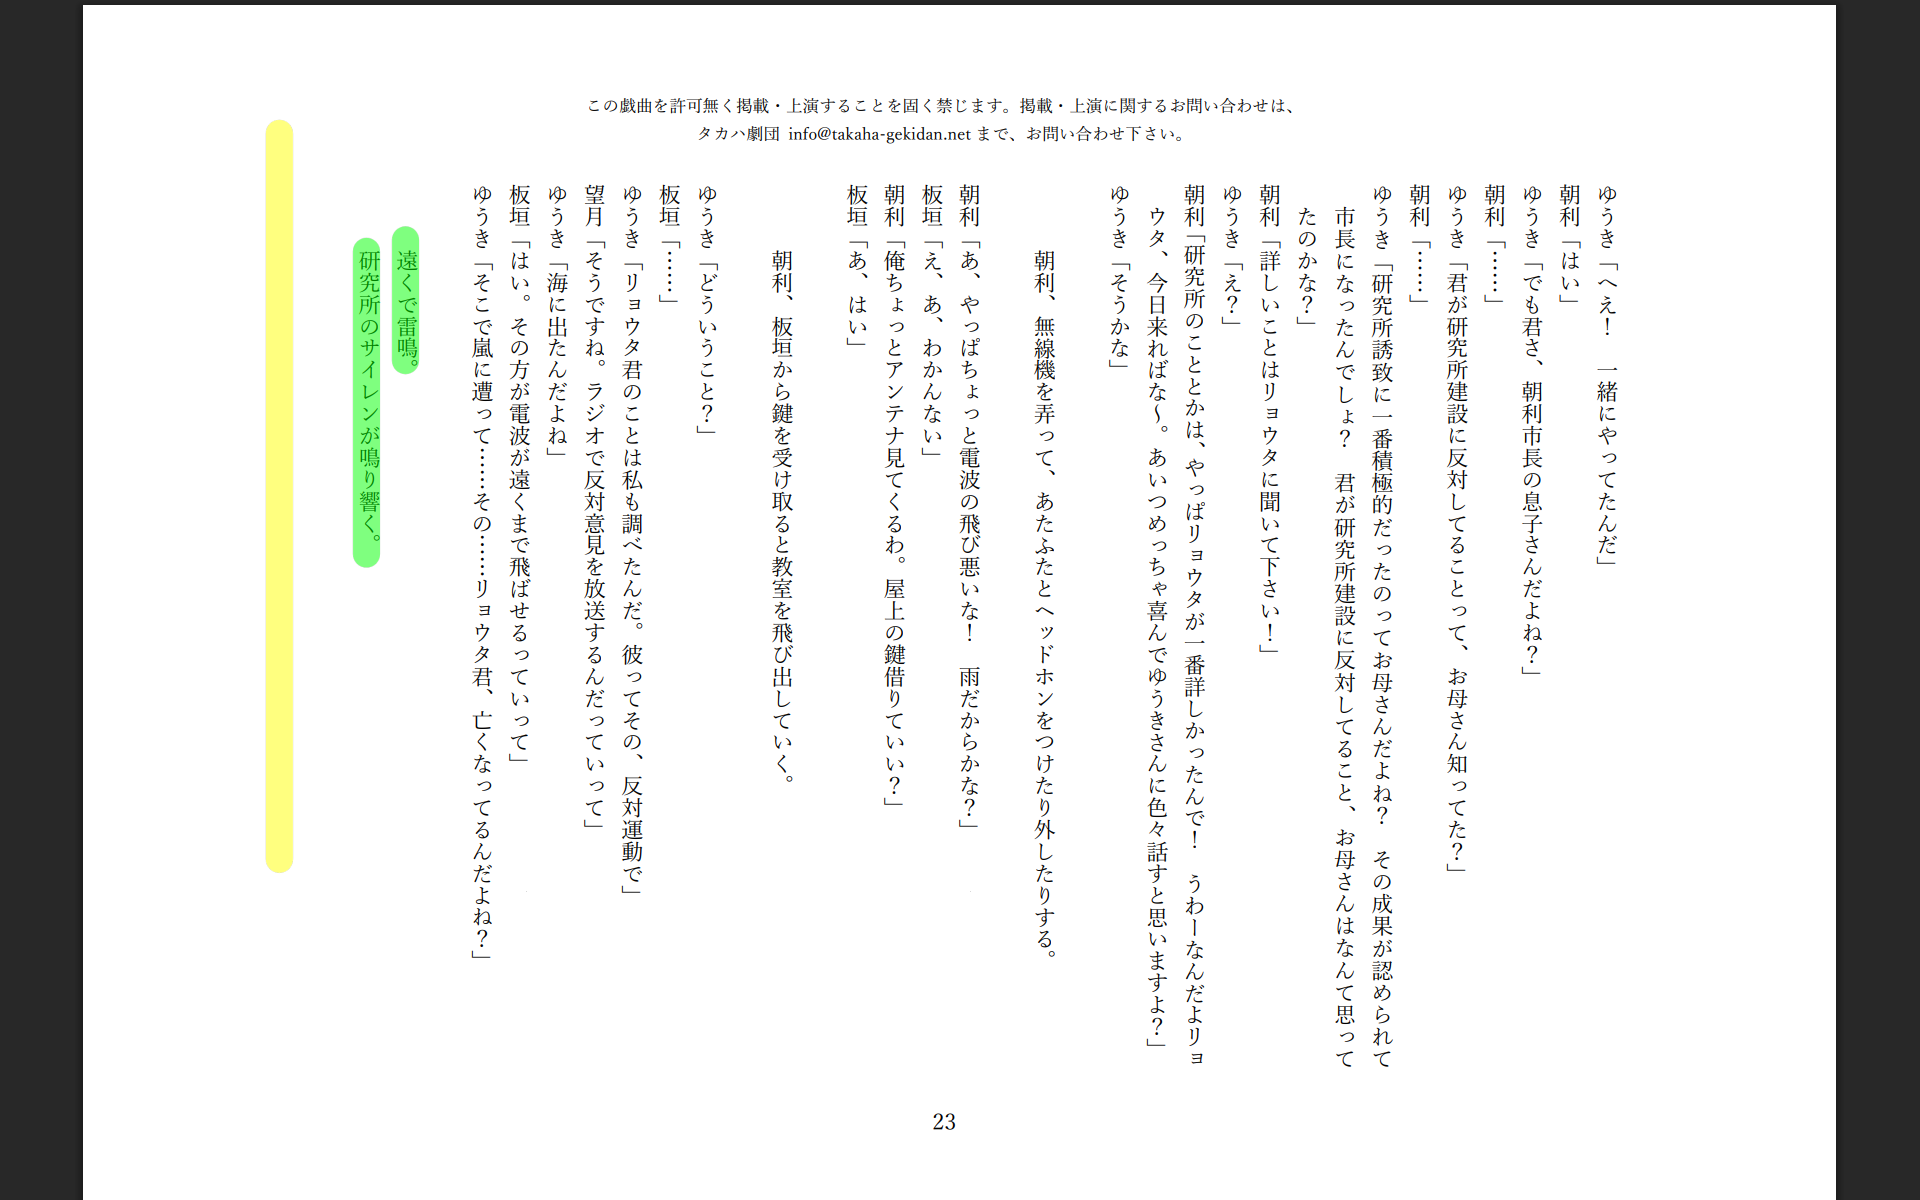 この戯曲を許可無く掲載・上演することを固く禁じます。掲載・上演に関するお問い合わせは、
タカハ劇団 info@takaha-gekidan.net まで、お問い合わせ下さい。
ゆうき「へえ！　一緒にやってたんだ」
朝利「はい」
ゆうき「でも君さ、朝利市長の息子さんだよね？」
朝利「……」
ゆうき「君が研究所建設に反対してることって、お母さん知ってた？」
朝利「……」
ゆうき「研究所誘致に一番積極的だったのってお母さんだよね？　その成果が認められて
市長になったんでしょ？　君が研究所建設に反対してること、お母さんはなんて思って
たのかな？」
朝利「詳しいことはリョウタに聞いて下さい！」
ゆうき「え？」
朝利「研究所のこととかは、やっぱリョウタが一番詳しかったんで！　うわーなんだよリョ
ウタ、今日来ればな〜。あいつめっちゃ喜んでゆうきさんに色々話すと思いますよ？」
ゆうき「そうかな」
朝利、無線機を弄って、あたふたとヘッドホンをつけたり外したりする。
朝利「あ、やっぱちょっと電波の飛び悪いな！　雨だからかな？」
板垣「え、あ、わかんない」
朝利「俺ちょっとアンテナ見てくるわ。屋上の鍵借りていい？」
板垣「あ、はい」
朝利、板垣から鍵を受け取ると教室を飛び出していく。
ゆうき「どういうこと？」
板垣「……」
ゆうき「リョウタ君のことは私も調べたんだ。彼ってその、反対運動で」
望月「そうですね。ラジオで反対意見を放送するんだっていって」
ゆうき「海に出たんだよね」
板垣「はい。その方が電波が遠くまで飛ばせるっていって」
ゆうき「そこで嵐に遭って……その……リョウタ君、亡くなってるんだよね？」
遠くで雷鳴。
研究所のサイレンが鳴り響く。
23